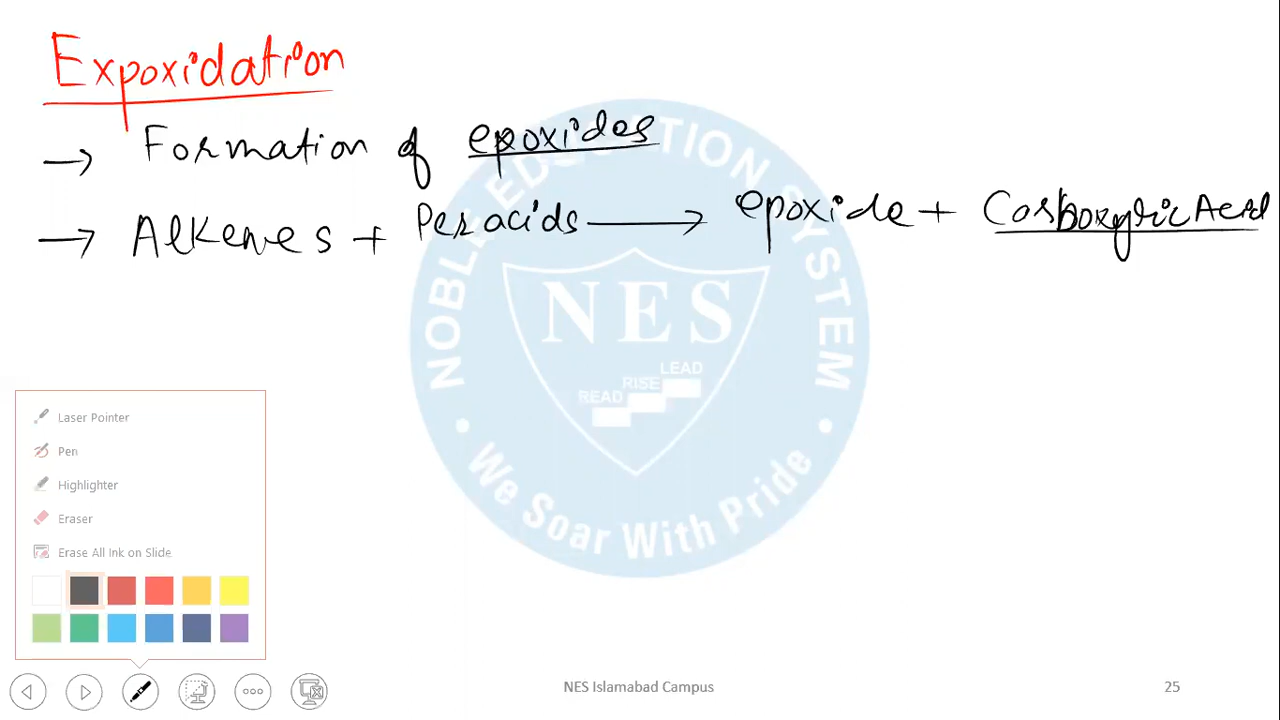 Expoxidation
→ Formation of epoxides
→ Alkenes + Peracids → epoxide + Carboxylic Acid
NOBLE EDUCATION SYSTEM
NES
LEAD
RISE
READ
• We Soar With Pride •
Laser Pointer
Pen
Highlighter
Eraser
Erase All Ink on Slide
NES Islamabad Campus
25